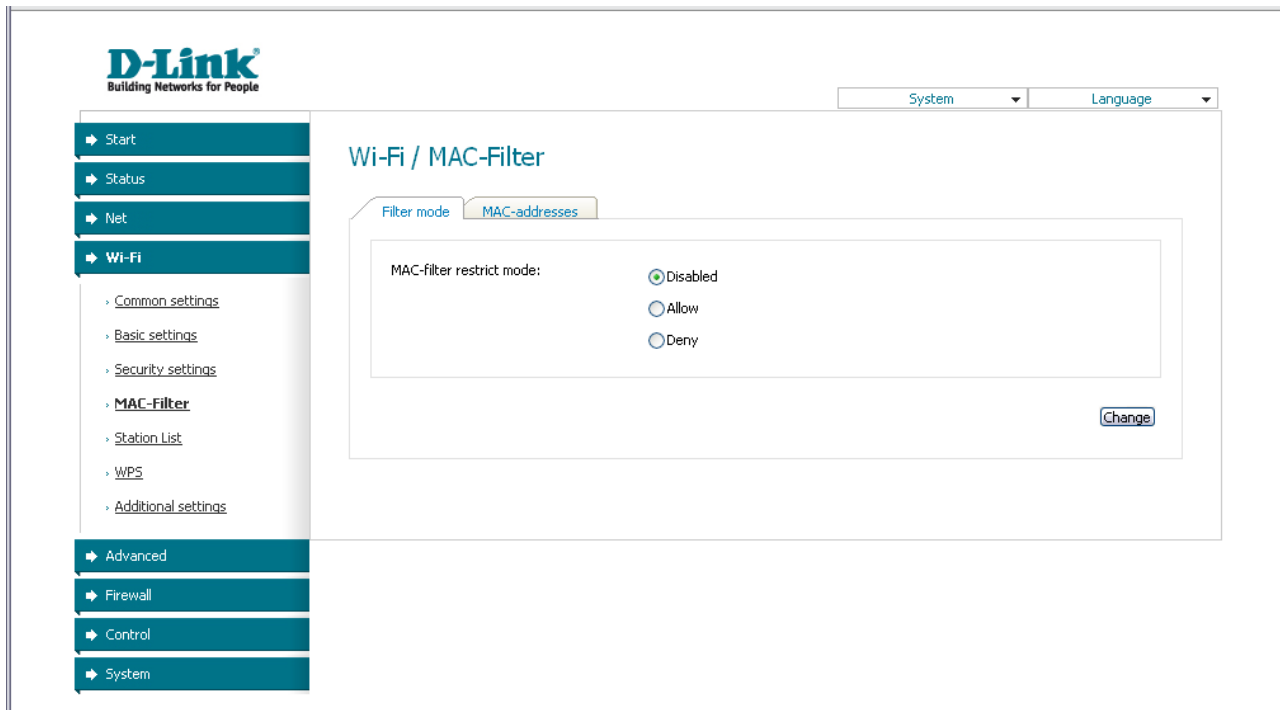 D-Link
Building Networks for People
System
Language
Start
Status
Net
Wi-Fi
Common settings
Basic settings
Security settings
MAC-Filter
Station List
WPS
Additional settings
Advanced
Firewall
Control
System
Wi-Fi / MAC-Filter
Filter mode
MAC-addresses
MAC-filter restrict mode:
Disabled
Allow
Deny
Change